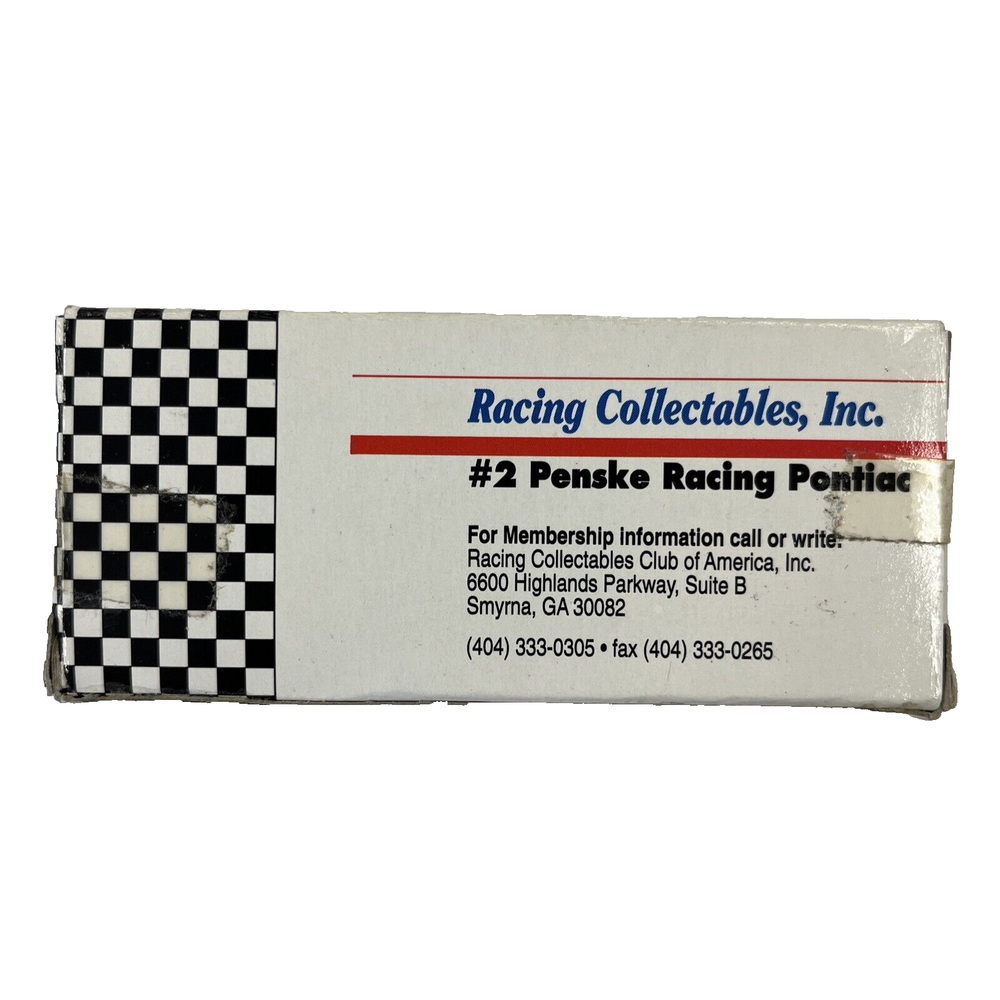 Racing Collectables, Inc.
#2 Penske Racing Pontiac
For Membership information call or write:
Racing Collectables Club of America, Inc.
6600 Highlands Parkway, Suite B
Smyrna, GA 30082
(404) 333-0305 • fax (404) 333-0265